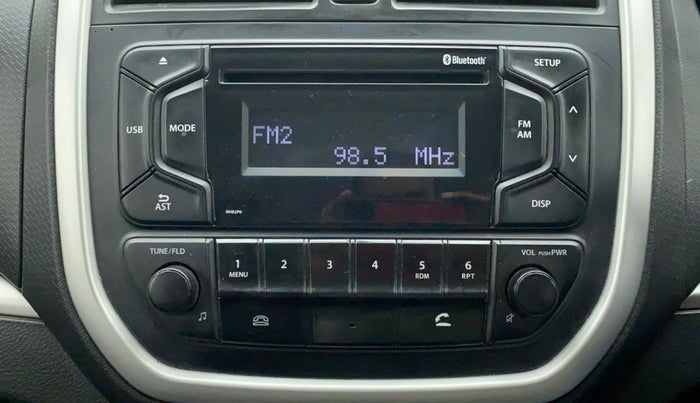 Bluetooth
SETUP
USB
MODE
FM2
98.5 MHz
FM
AM
AST
DISP
TUNE/FLD
1
MENU
2
3
4
5
RDM
6
RPT
VOL PUSH PWR